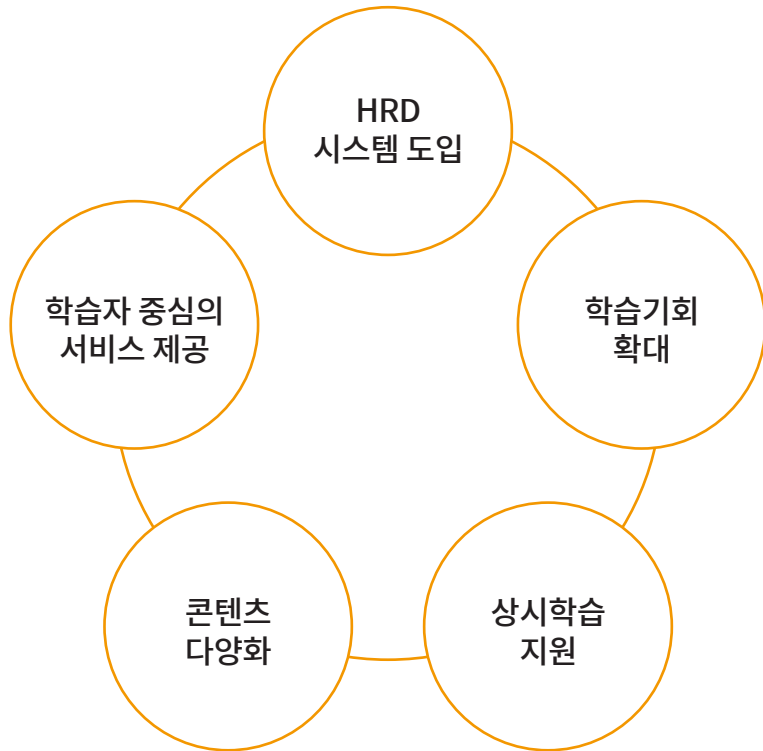 HRD
시스템 도입
학습기회
확대
상시학습
지원
콘텐츠
다양화
학습자 중심의
서비스 제공